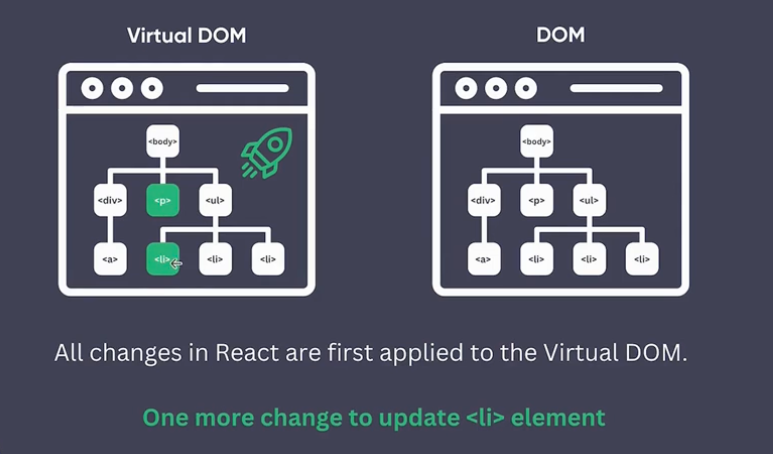 Virtual DOM
DOM
<body>
<div> <p> <ul>
<a> <li> <li> <li>
<body>
<div> <p> <ul>
<a> <li> <li> <li>
All changes in React are first applied to the Virtual DOM.
One more change to update <li> element